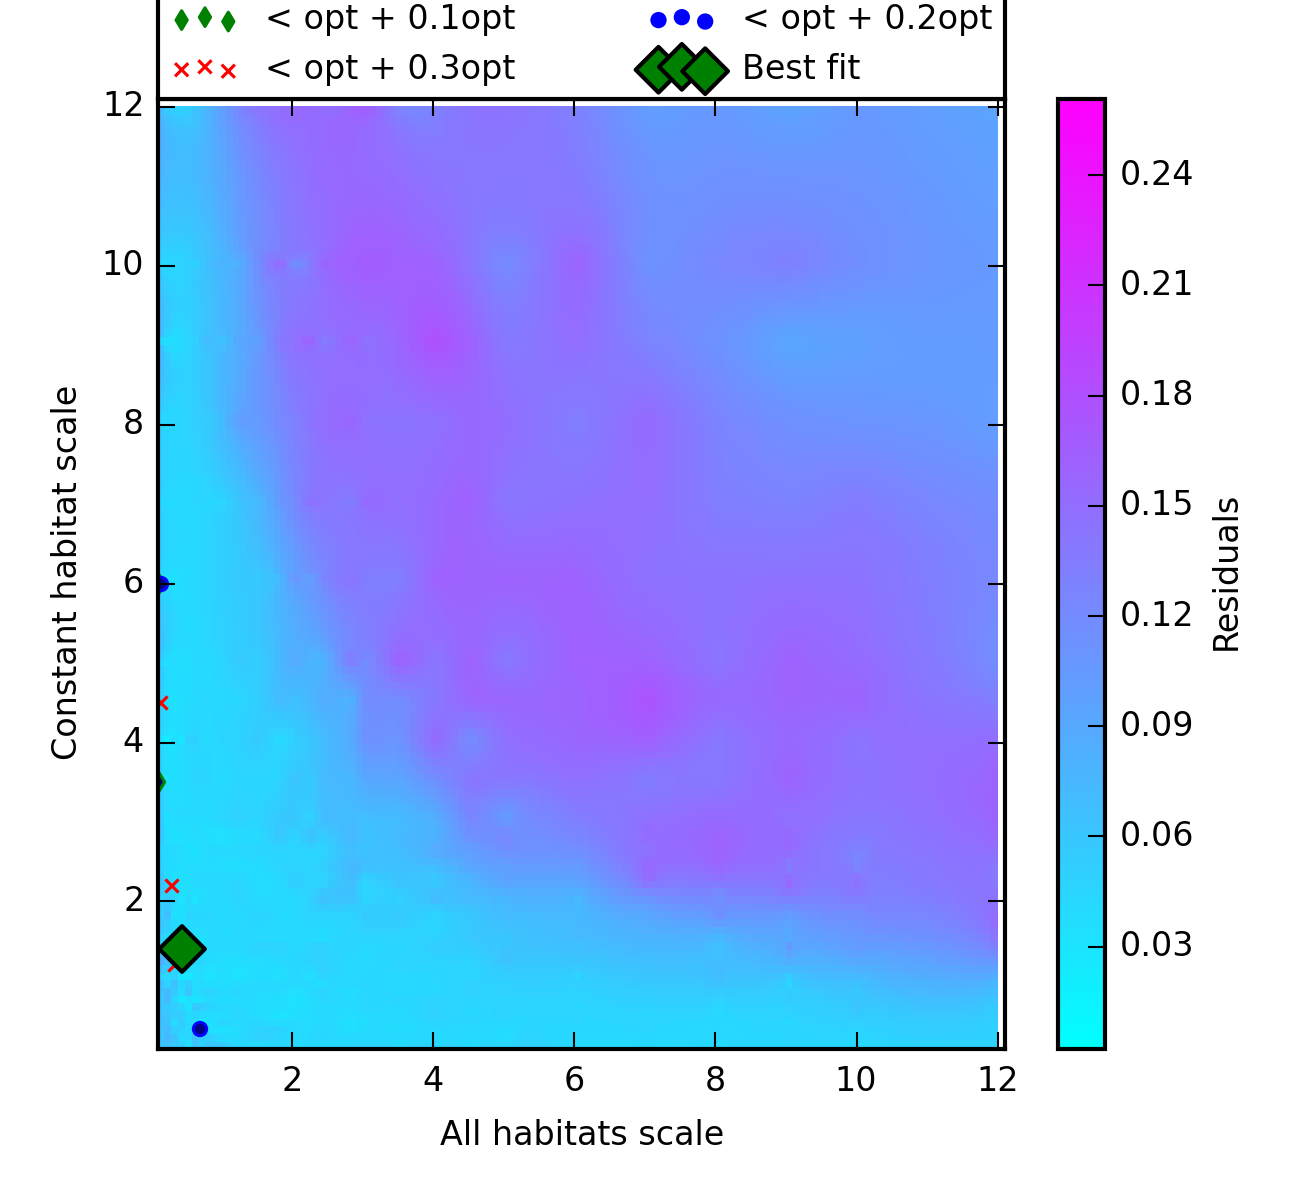 < opt + 0.1opt
< opt + 0.2opt
< opt + 0.3opt
Best fit
12
10
8
6
4
2
Constant habitat scale
2
4
6
8
10
12
All habitats scale
0.24
0.21
0.18
0.15
0.12
0.09
0.06
0.03
Residuals